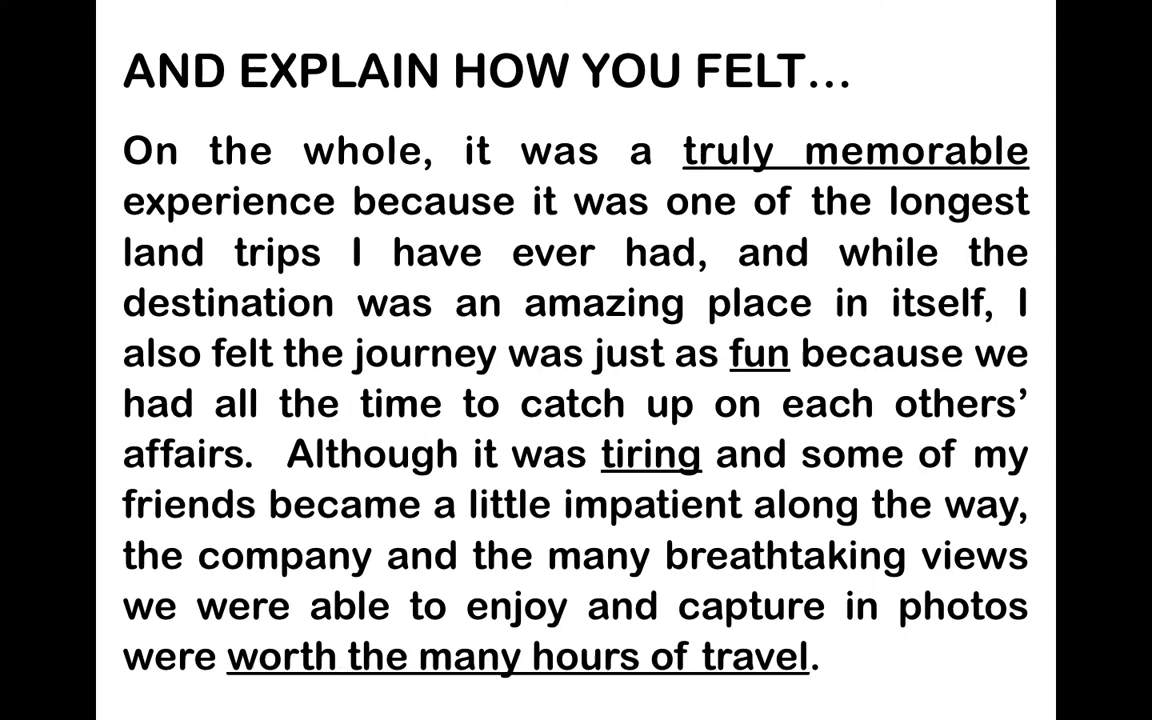 AND EXPLAIN HOW YOU FELT…
On the whole, it was a truly memorable
experience because it was one of the longest
land trips I have ever had, and while the
destination was an amazing place in itself, I
also felt the journey was just as fun because we
had all the time to catch up on each others’
affairs.  Although it was tiring and some of my
friends became a little impatient along the way,
the company and the many breathtaking views
we were able to enjoy and capture in photos
were worth the many hours of travel.